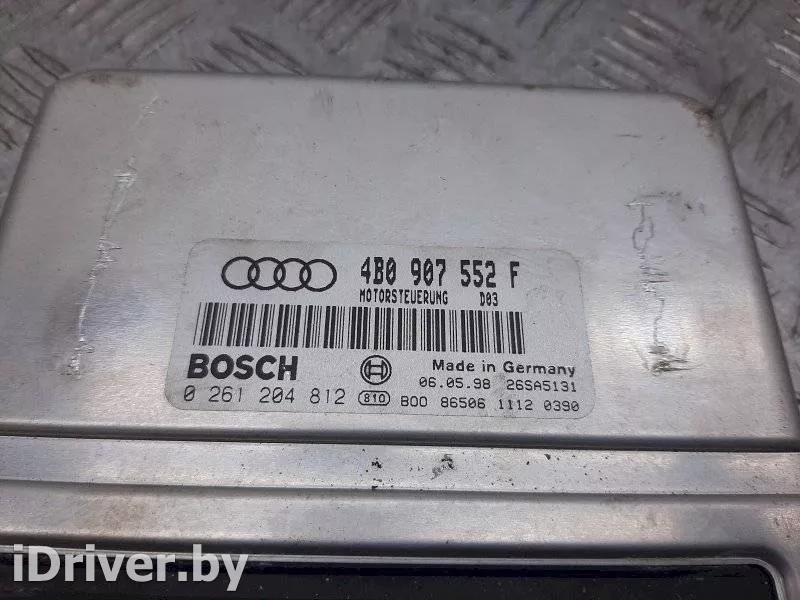 4B0 907 552 F
MOTORSTEUERUNG D03
BOSCH
Made in Germany
06.05.98 26SA5131
0 261 204 812 810 B00 86506 1112 0390
iDriver.by